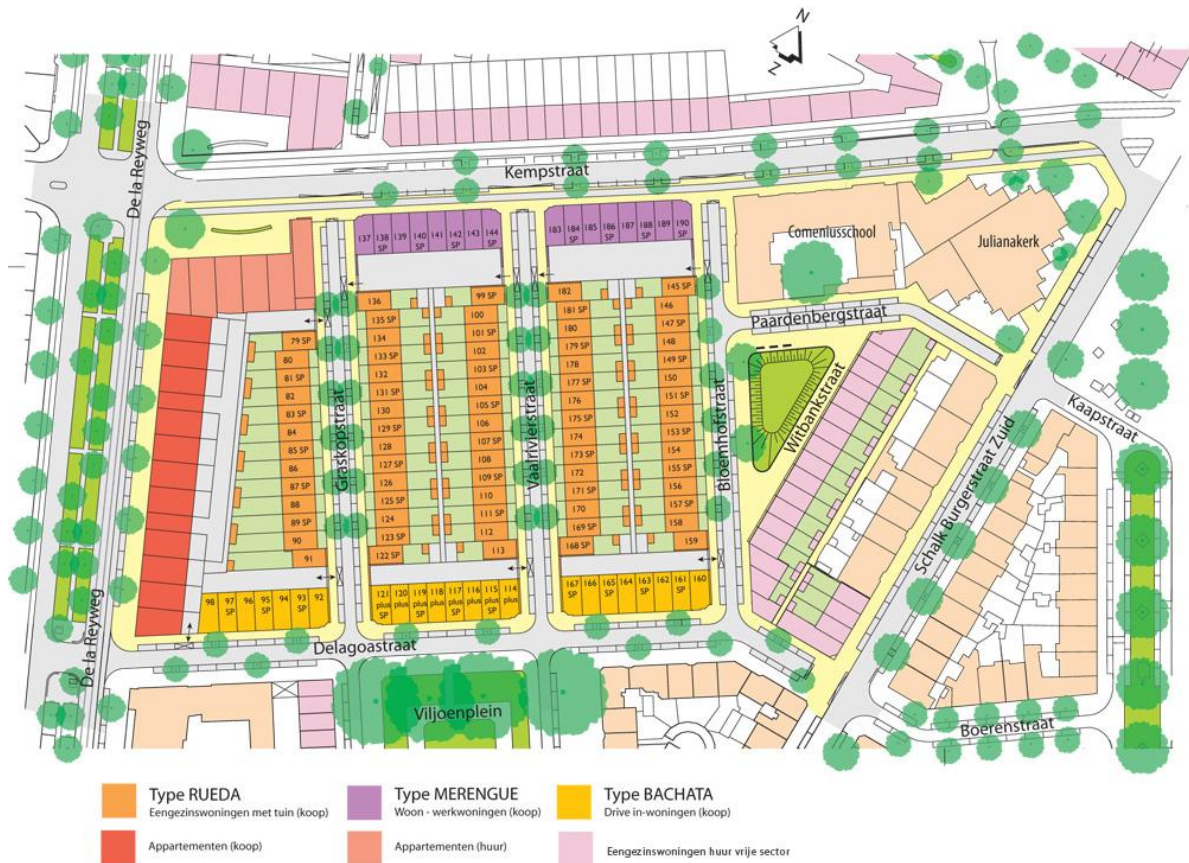 N
Z
De la Reyweg
Kempstraat
Comeniusschool
Julianakerk
137
138 SP
139
140 SP
141
142 SP
143
144 SP
183
184 SP
185
186 SP
187
188 SP
189
190 SP
136
135 SP
134
133 SP
132
131 SP
130
129 SP
128
127 SP
126
125 SP
124
123 SP
122 SP
99 SP
100
101 SP
102
103 SP
104
105 SP
106
107 SP
108
109 SP
110
111 SP
112
113
182
181 SP
180
179 SP
178
177 SP
176
175 SP
174
173 SP
172
171 SP
170
169 SP
168 SP
145 SP
146
147 SP
148
149 SP
150
151 SP
152
153 SP
154
155 SP
156
157 SP
158
159
79 SP
80
81 SP
82
83 SP
84
85 SP
86
87 SP
88
89 SP
90
91
Graskopstraat
Vaalrivierstraat
Bloemhofstraat
Paardenbergstraat
Witbankstraat
Schalk Burgerstraat Zuid
Kaapstraat
98
97 SP
96
95 SP
94
93 SP
92
121 plus SP
120 plus
119 plus SP
118 plus
117 plus SP
116 plus
115 plus SP
114 plus
167 SP
166
165 SP
164
163 SP
162
161 SP
160
De la Reyweg
Delagoastraat
Viljoenplein
Boerenstraat
Type RUEDA
Eengezinswoningen met tuin (koop)
Type MERENGUE
Woon - werkwoningen (koop)
Type BACHATA
Drive in-woningen (koop)
Appartementen (koop)
Appartementen (huur)
Eengezinswoningen huur vrije sector